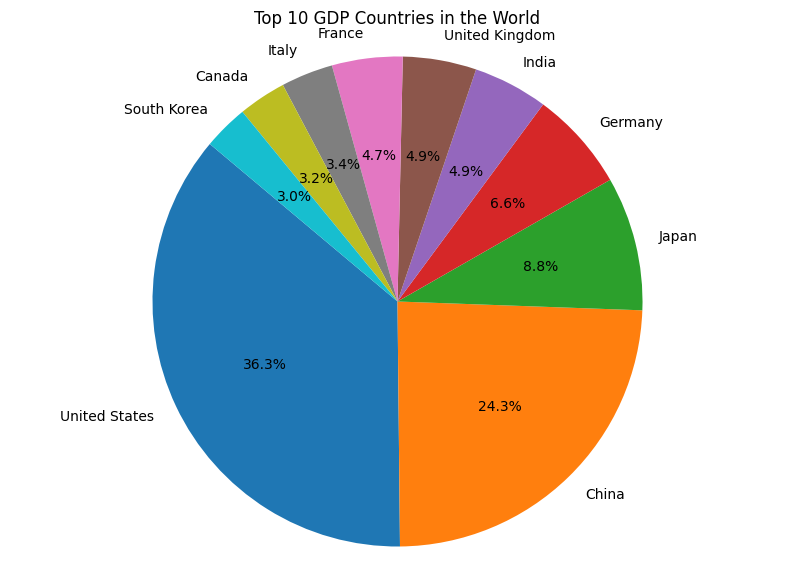 Top 10 GDP Countries in the World
France
United Kingdom
Italy
India
Canada
South Korea
Germany
Japan
United States
China
4.7%
4.9%
3.4%
4.9%
3.2%
3.0%
6.6%
8.8%
36.3%
24.3%